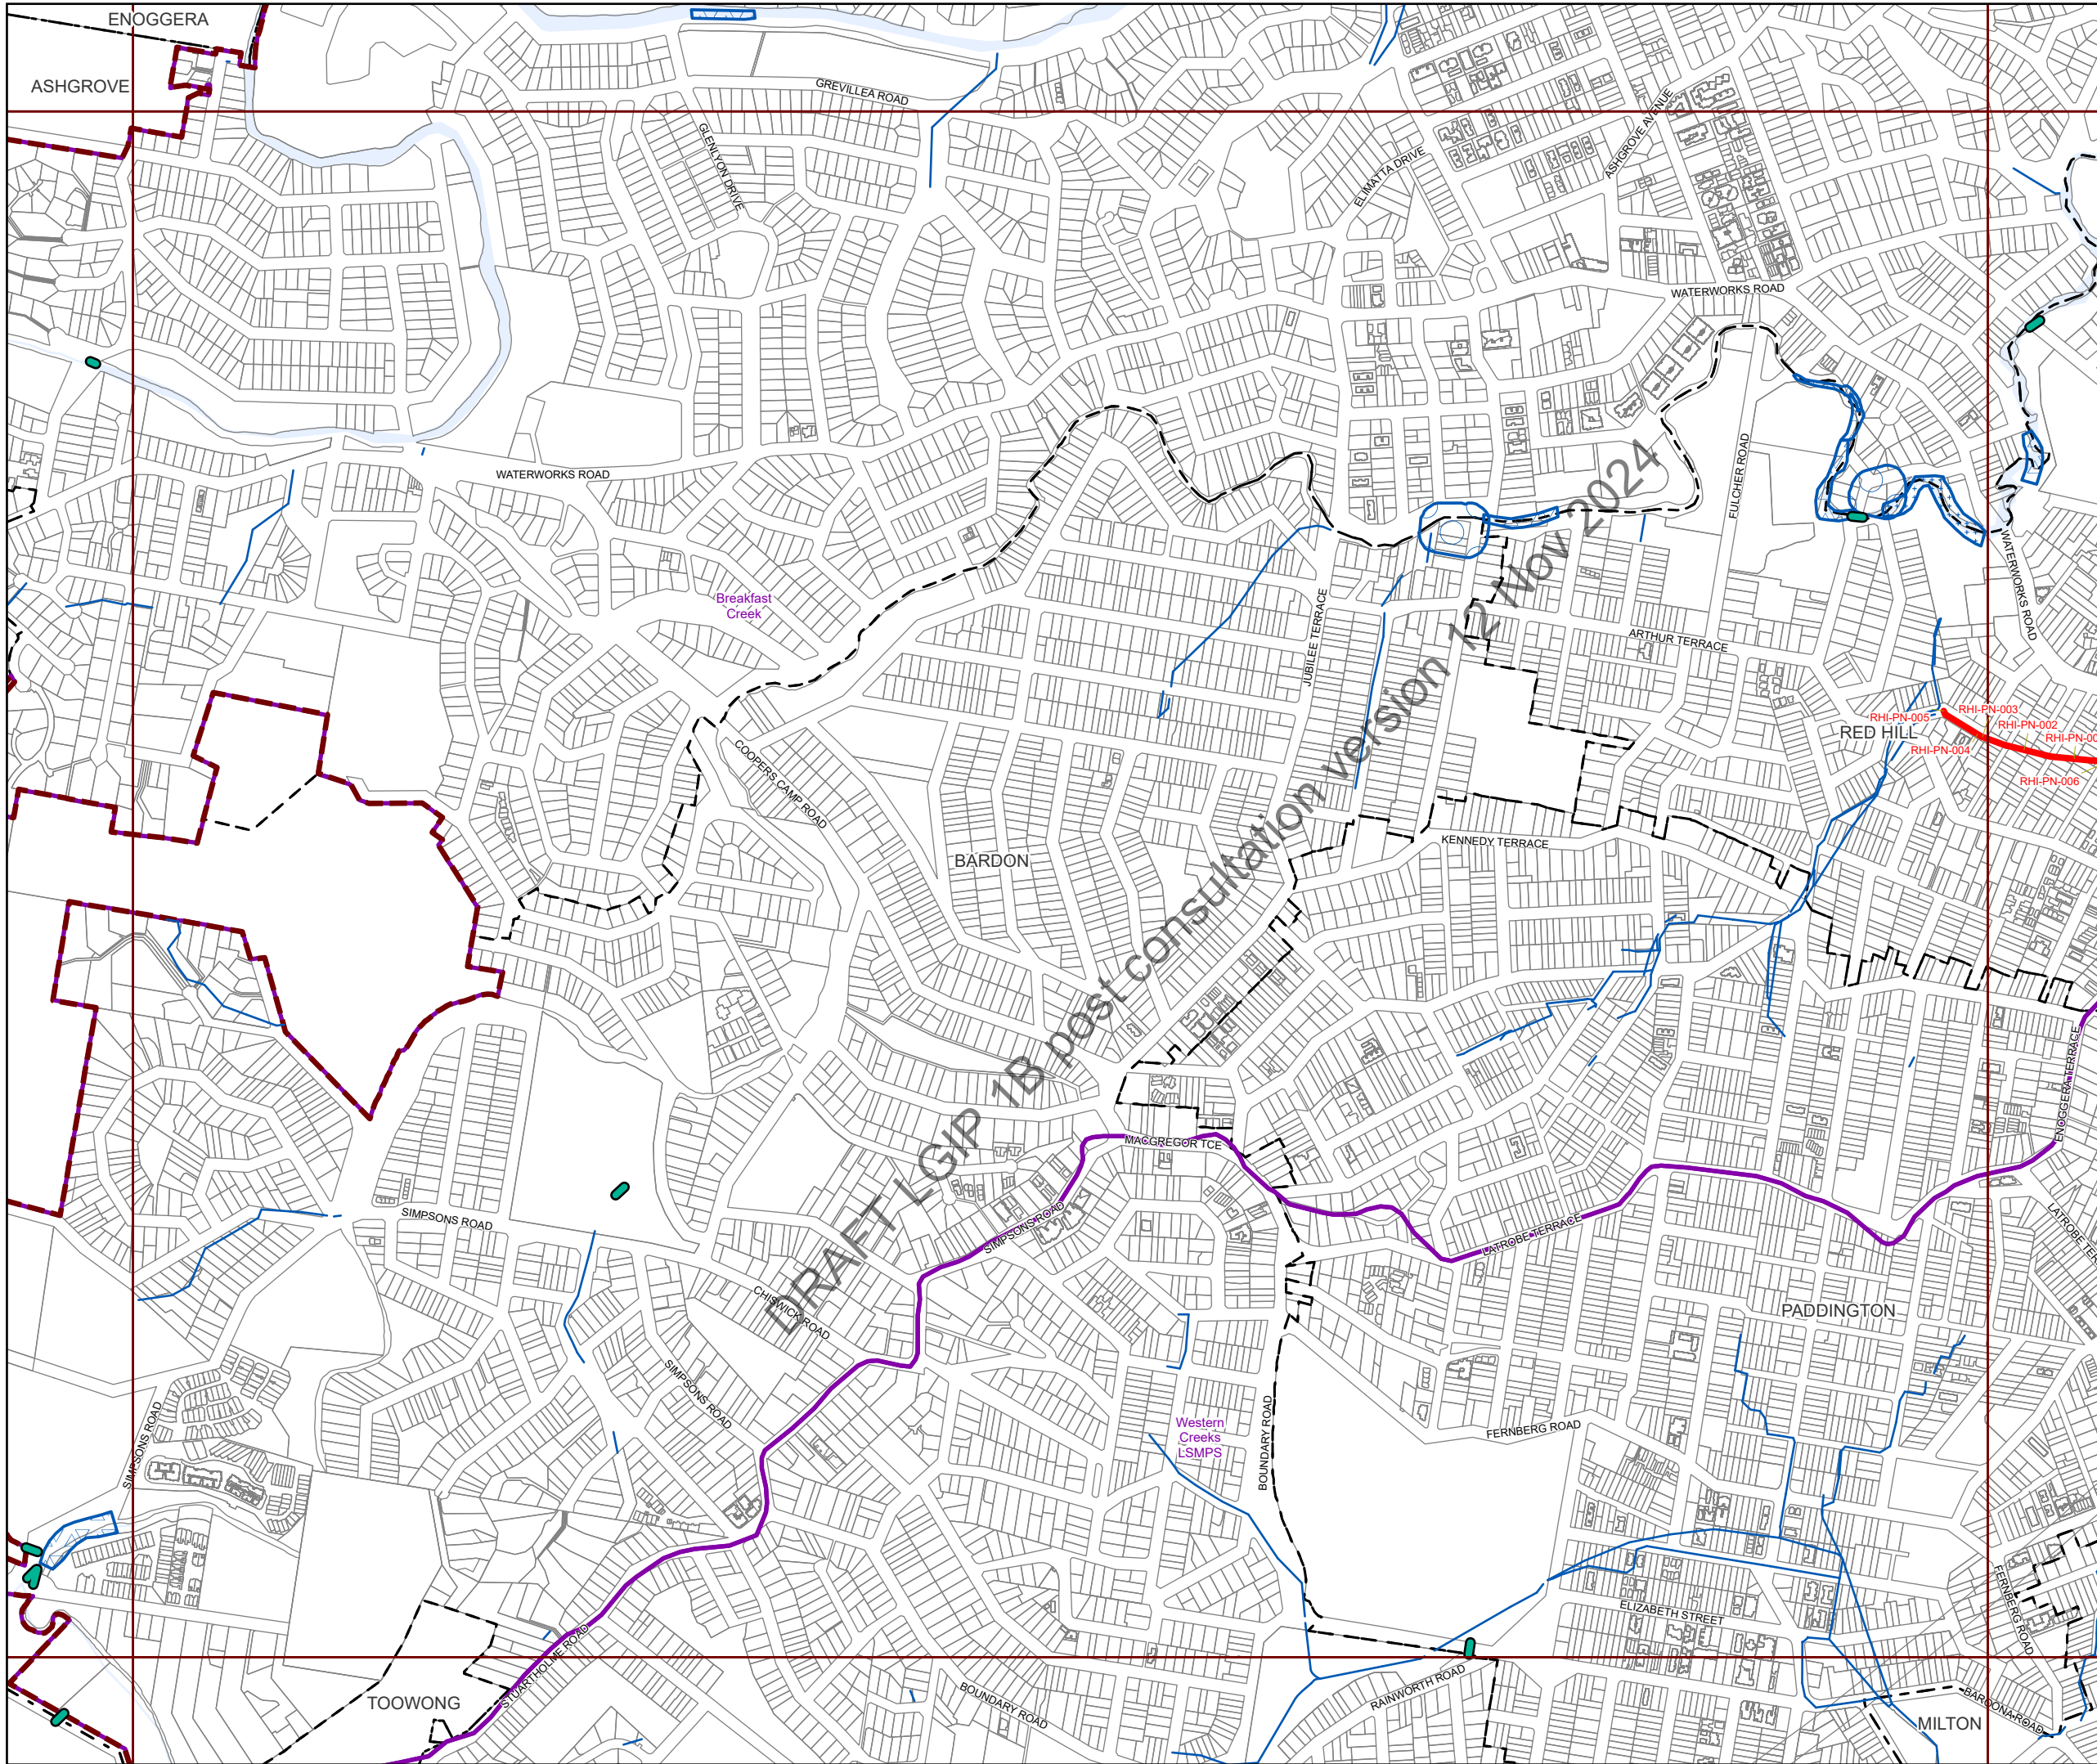 ENOGGERA
ASHGROVE
GREVILLEA ROAD
GLENLYON DRIVE
ELIMATTA DRIVE
ASHGROVE AVENUE
WATERWORKS ROAD
WATERWORKS ROAD
FULCHER ROAD
WATERWORKS ROAD
Breakfast
Creek
JUBILEE TERRACE
ARTHUR TERRACE
RHI-PN-003
RHI-PN-005
RHI-PN-002
RED HILL
RHI-PN-004
RHI-PN-006
COOPERS CAMP ROAD
KENNEDY TERRACE
BARDON
DRAFT LGIP 1B post consultation version 12 Nov 2024
ENOGGERA TERRACE
MACGREGOR TCE
SIMPSONS ROAD
SIMPSONS ROAD
LATROBE TERRACE
CHISWICK ROAD
PADDINGTON
SIMPSONS ROAD
SIMPSONS ROAD
Western
Creeks
LSMPS
BOUNDARY ROAD
FERNBERG ROAD
ELIZABETH STREET
FERNBERG ROAD
STUARTHOLME ROAD
TOOWONG
BOUNDARY ROAD
RAINWORTH ROAD
BAROONA ROAD
MILTON